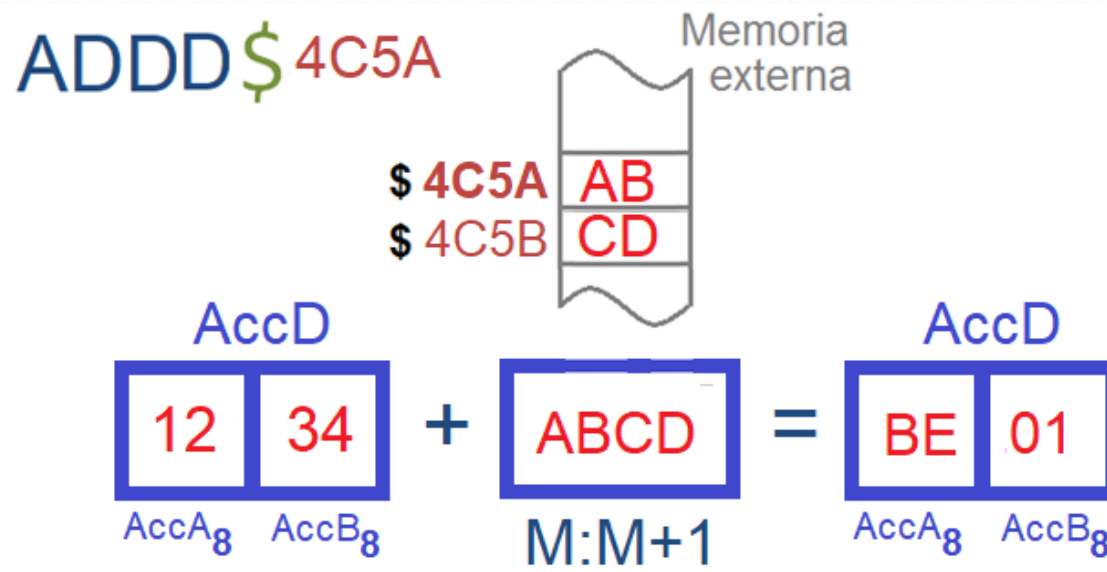 ADDD$ 4C5A
Memoria
externa
$ 4C5A AB
$ 4C5B CD
AccD AccD
12 34 + ABCD = BE 01
AccA8 AccB8 M:M+1 AccA8 AccB8